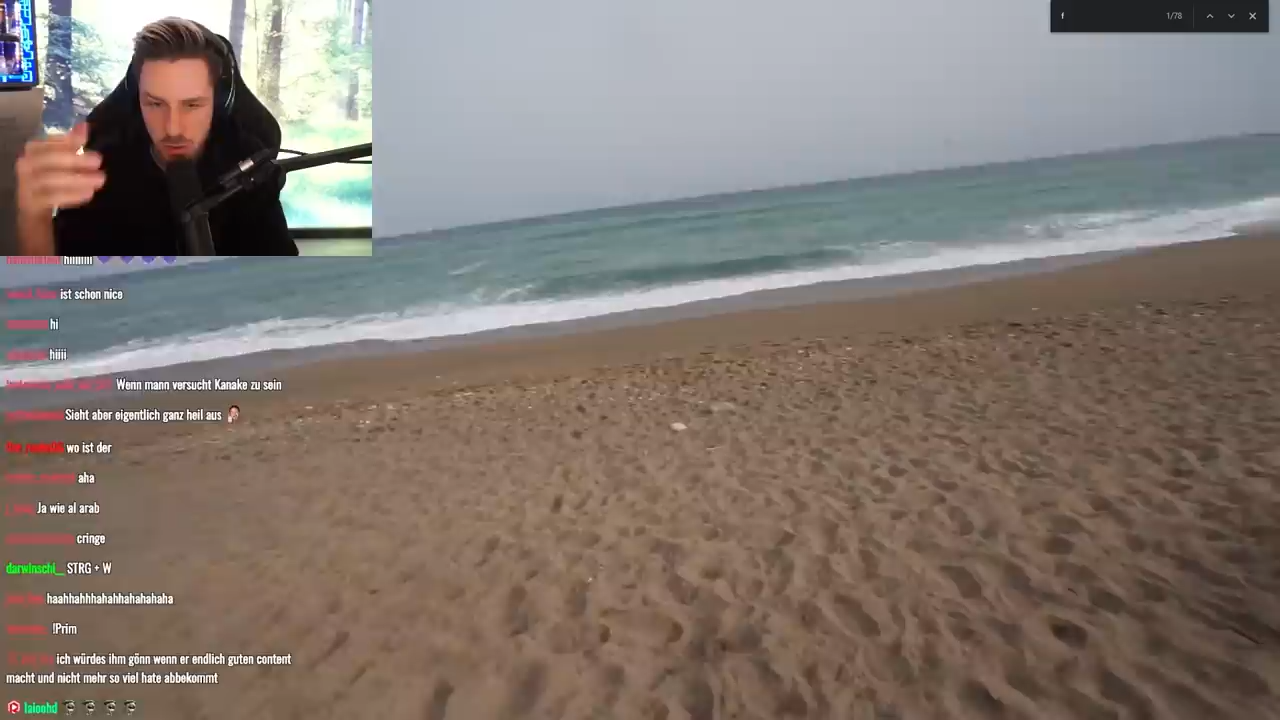 f 1/78
hiiiiii
ist schon nice
hi
hiiii
Wenn mann versucht Kanake zu sein
Sieht aber eigentlich ganz heil aus
wo ist der
aha
Ja wie al arab
cringe
darwinschi__ STRG + W
haahhahhhahahhahahahaha
!Prim
ich würdes ihm gönn wenn er endlich guten content
macht und nicht mehr so viel hate abbekommt
laioohd